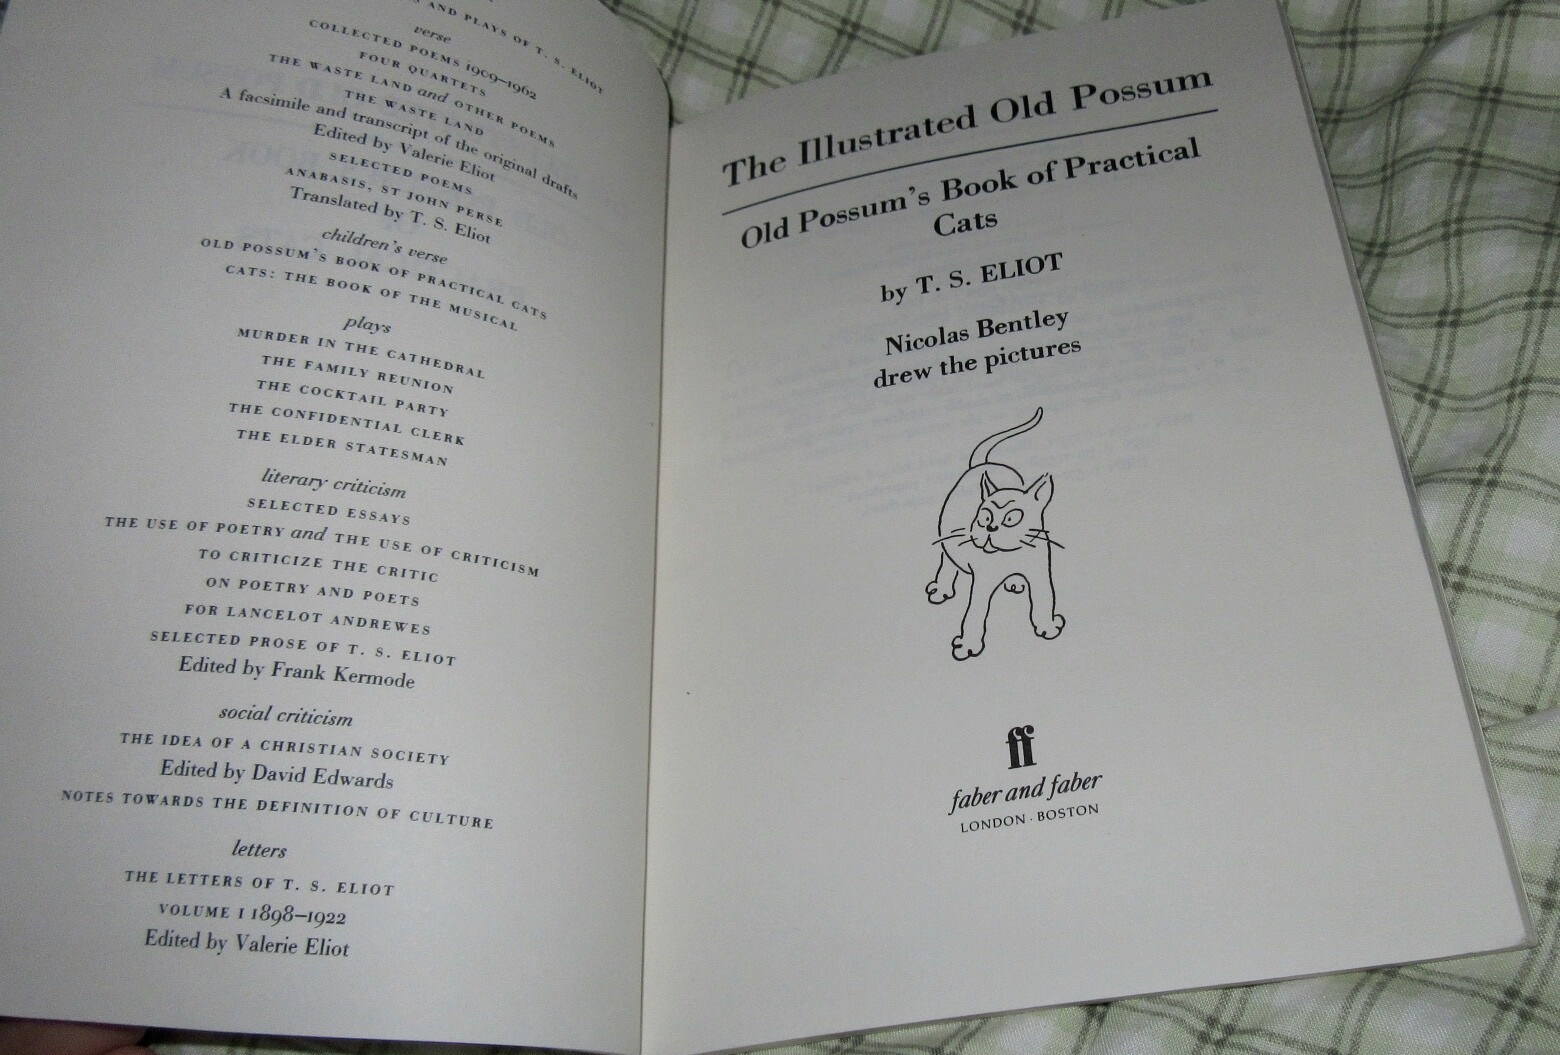 AND PLAYS OF T. S. ELIOT
verse
COLLECTED POEMS 1909–1962
FOUR QUARTETS
THE WASTE LAND and OTHER POEMS
THE WASTE LAND
A facsimile and transcript of the original drafts
Edited by Valerie Eliot
SELECTED POEMS
ANABASIS, ST JOHN PERSE
Translated by T. S. Eliot
children's verse
OLD POSSUM'S BOOK OF PRACTICAL CATS
CATS: THE BOOK OF THE MUSICAL
plays
MURDER IN THE CATHEDRAL
THE FAMILY REUNION
THE COCKTAIL PARTY
THE CONFIDENTIAL CLERK
THE ELDER STATESMAN
literary criticism
SELECTED ESSAYS
THE USE OF POETRY and THE USE OF CRITICISM
TO CRITICIZE THE CRITIC
ON POETRY AND POETS
FOR LANCELOT ANDREWES
SELECTED PROSE OF T. S. ELIOT
Edited by Frank Kermode
social criticism
THE IDEA OF A CHRISTIAN SOCIETY
Edited by David Edwards
NOTES TOWARDS THE DEFINITION OF CULTURE
letters
THE LETTERS OF T. S. ELIOT
VOLUME I 1898–1922
Edited by Valerie Eliot
The Illustrated Old Possum
Old Possum's Book of Practical
Cats
by T. S. ELIOT
Nicolas Bentley
drew the pictures
ff
faber and faber
LONDON · BOSTON